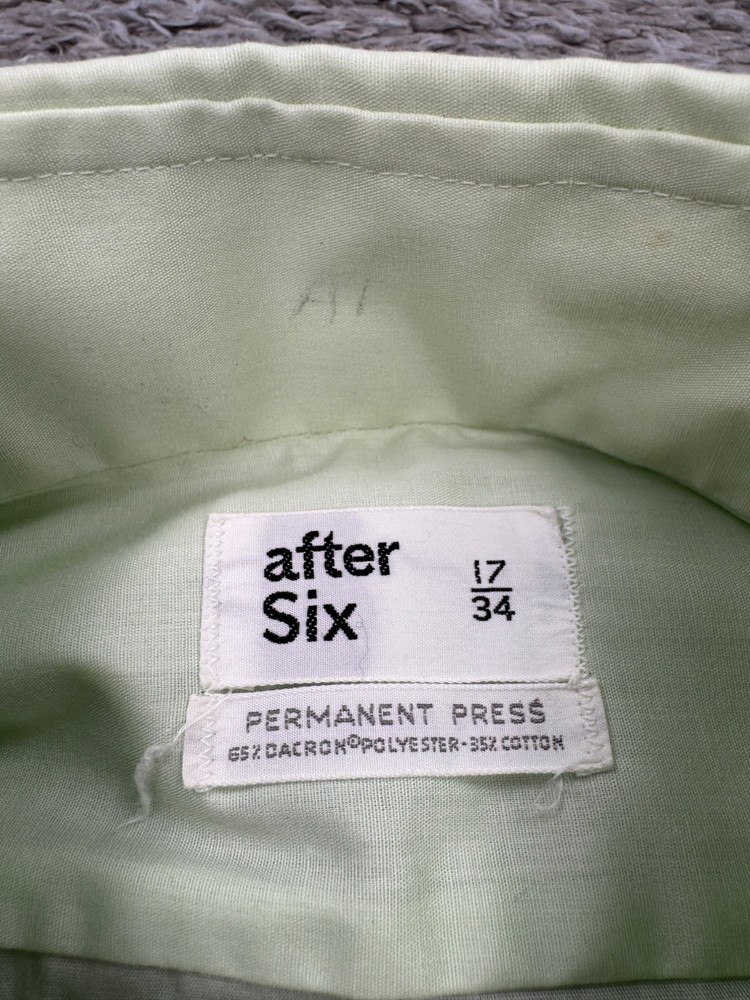 after
Six
17
34
PERMANENT PRESS
65% DACRON®POLYESTER-35% COTTON